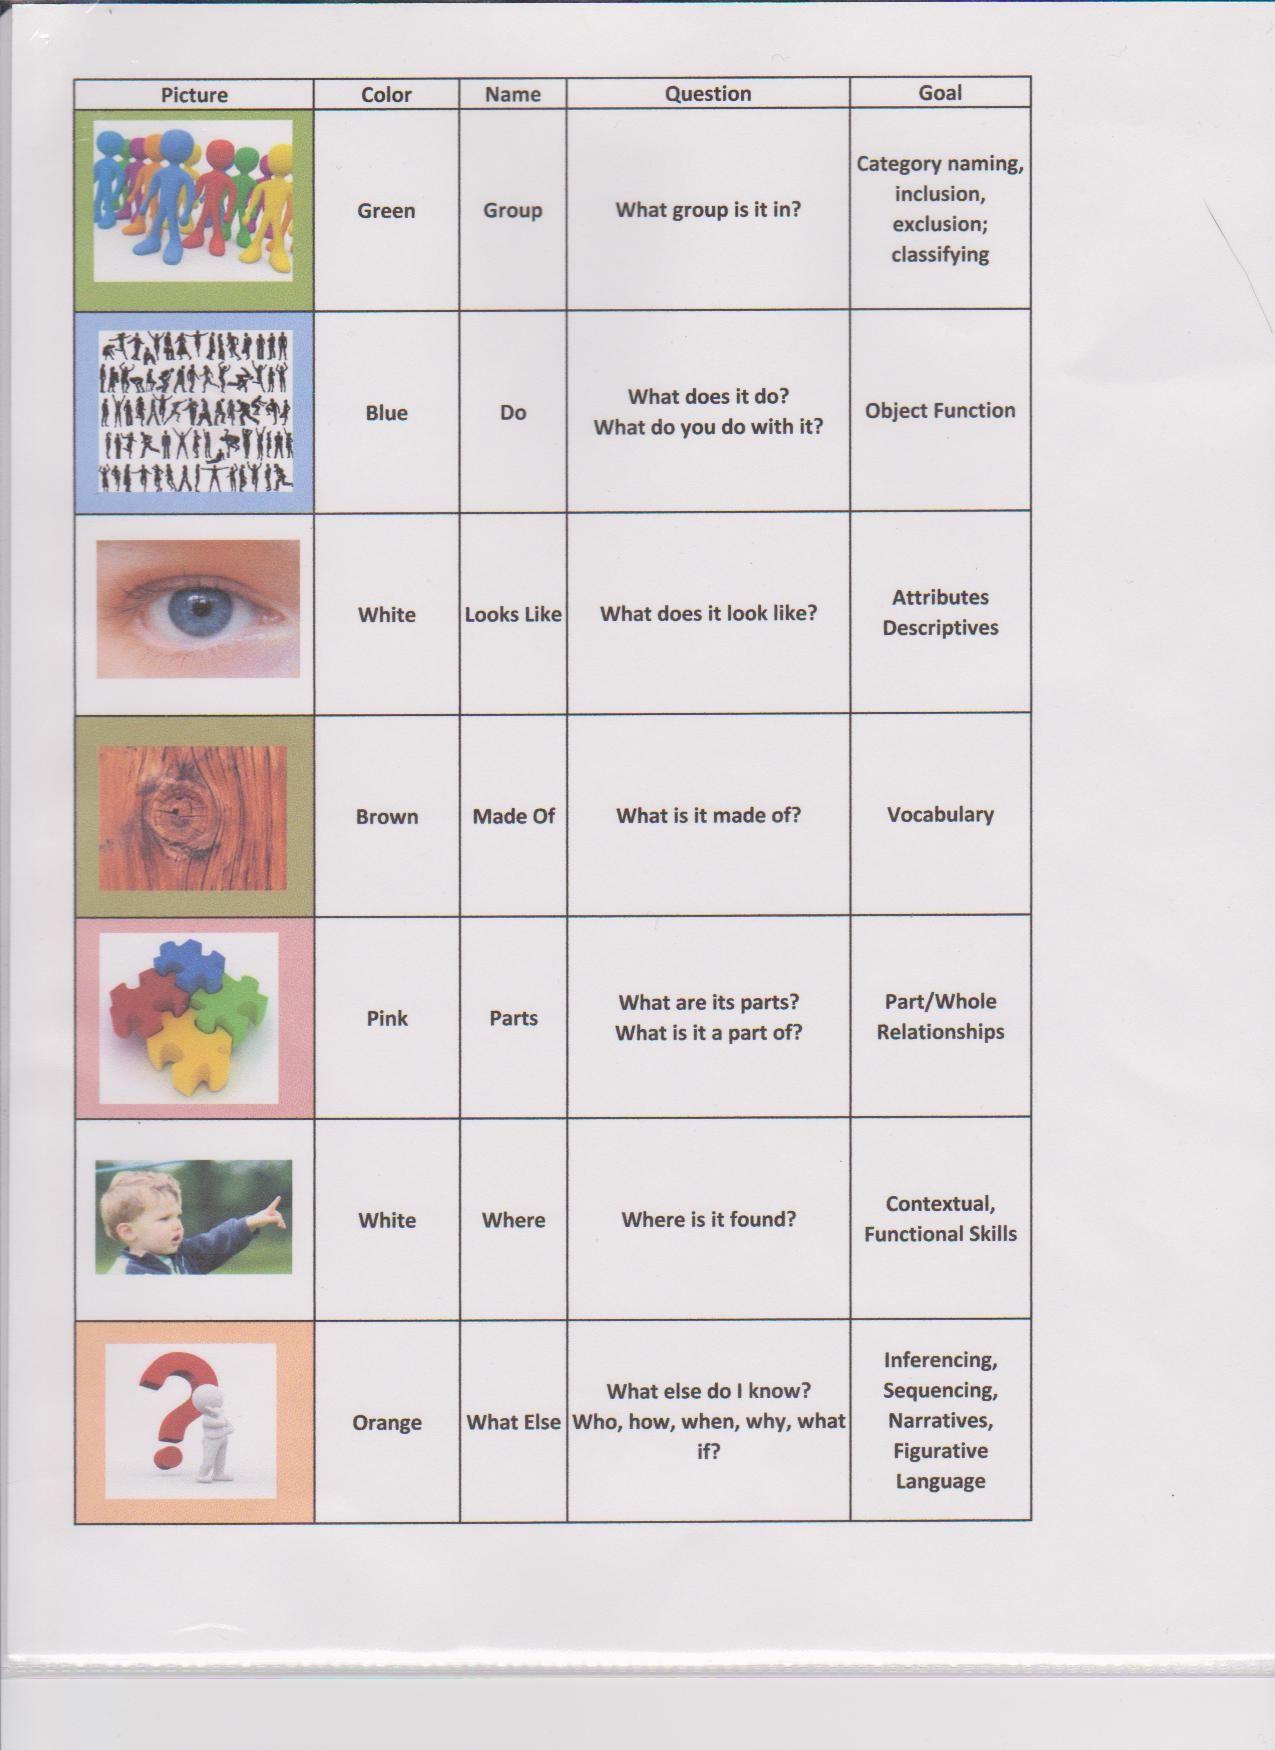 Picture Color Name Question Goal
Green Group What group is it in? Category naming,
inclusion,
exclusion;
classifying
Blue Do What does it do?
What do you do with it? Object Function
White Looks Like What does it look like? Attributes
Descriptives
Brown Made Of What is it made of? Vocabulary
Pink Parts What are its parts?
What is it a part of? Part/Whole
Relationships
White Where Where is it found? Contextual,
Functional Skills
Orange What Else What else do I know?
Who, how, when, why, what
if? Inferencing,
Sequencing,
Narratives,
Figurative
Language